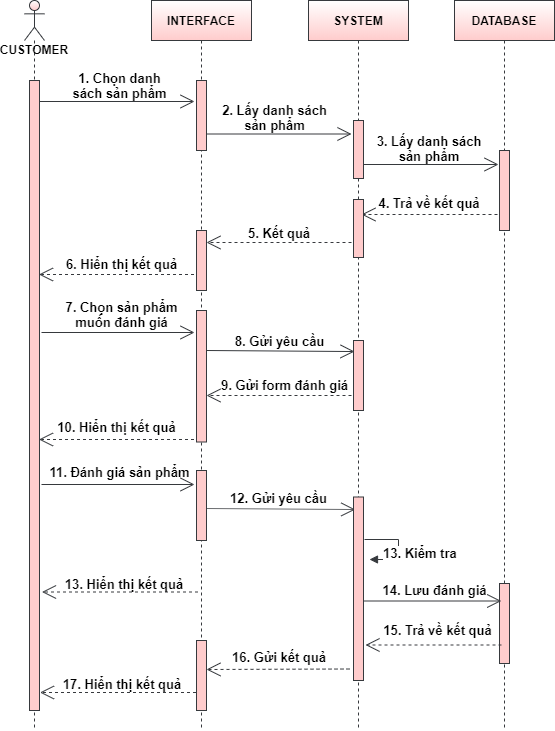 INTERFACE
SYSTEM
DATABASE
CUSTOMER
1. Chọn danh
sách sản phẩm
2. Lấy danh sách
sản phẩm
3. Lấy danh sách
sản phẩm
4. Trả về kết quả
5. Kết quả
6. Hiển thị kết quả
7. Chọn sản phẩm
muốn đánh giá
8. Gửi yêu cầu
9. Gửi form đánh giá
10. Hiển thị kết quả
11. Đánh giá sản phẩm
12. Gửi yêu cầu
13. Kiểm tra
13. Hiển thị kết quả
14. Lưu đánh giá
15. Trả về kết quả
16. Gửi kết quả
17. Hiển thị kết quả